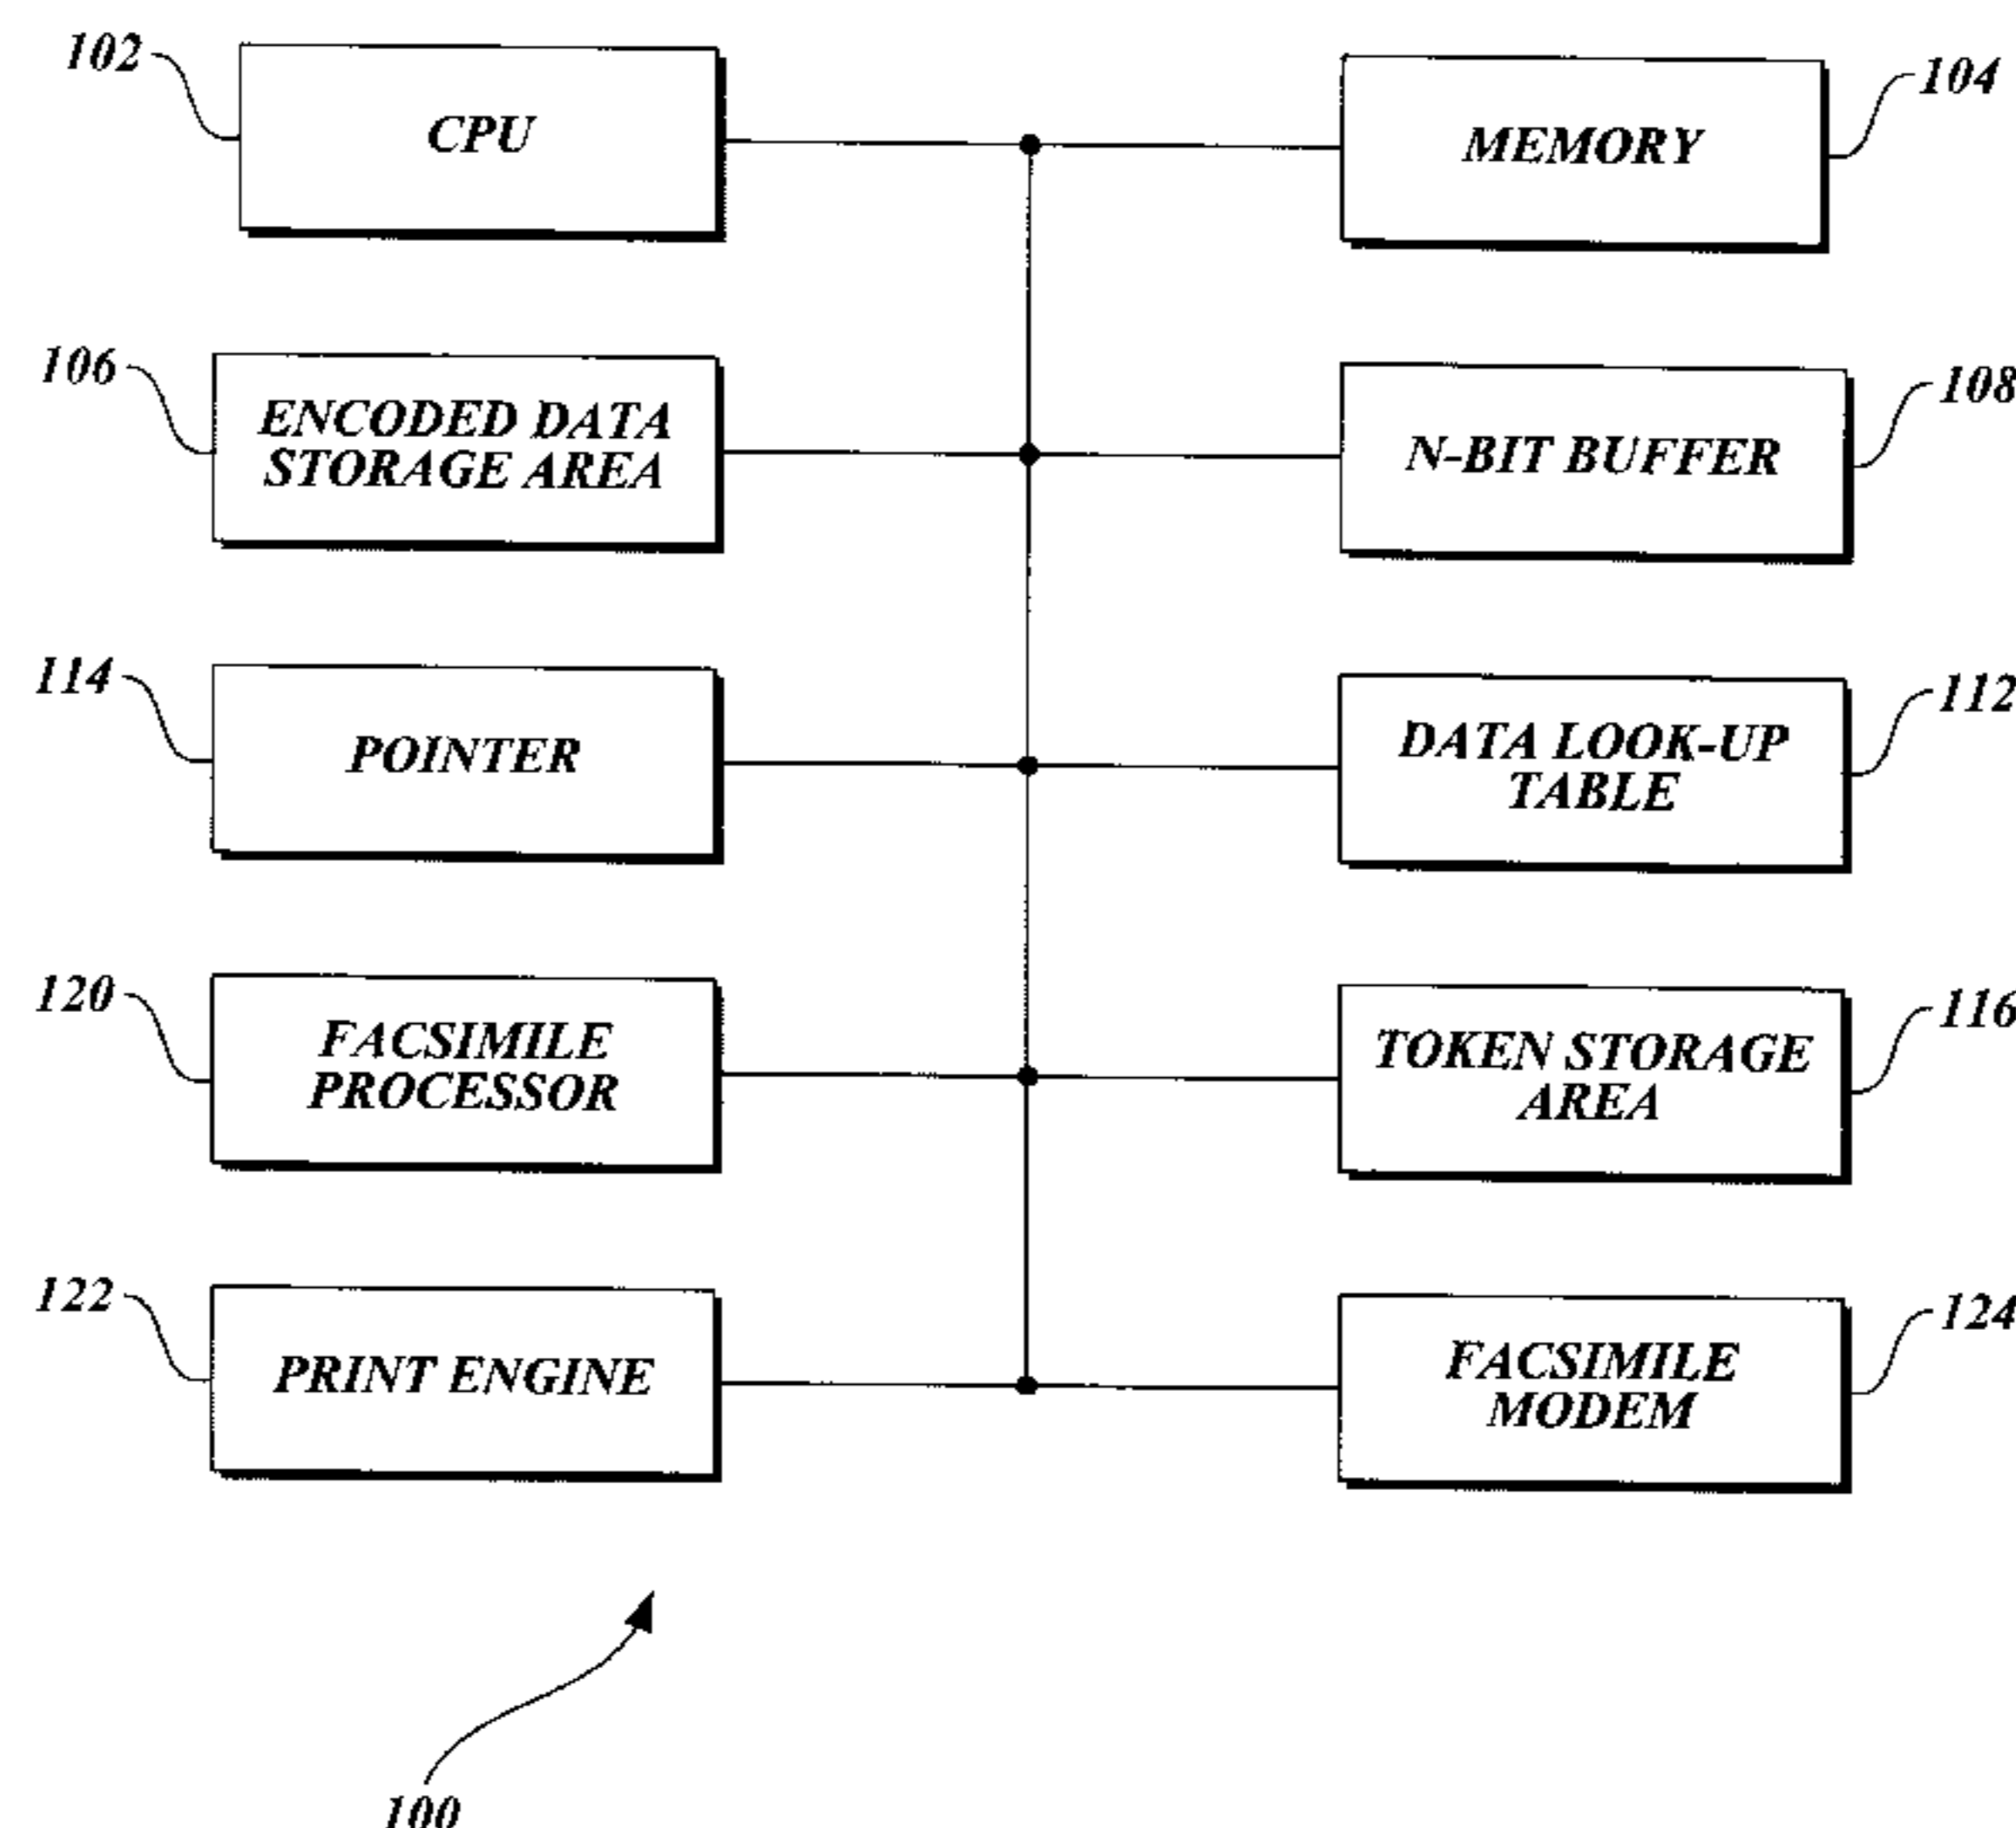 102
CPU
MEMORY
104
106
ENCODED DATA
STORAGE AREA
N-BIT BUFFER
108
114
POINTER
DATA LOOK-UP
TABLE
112
120
FACSIMILE
PROCESSOR
TOKEN STORAGE
AREA
116
122
PRINT ENGINE
FACSIMILE
MODEM
124
100